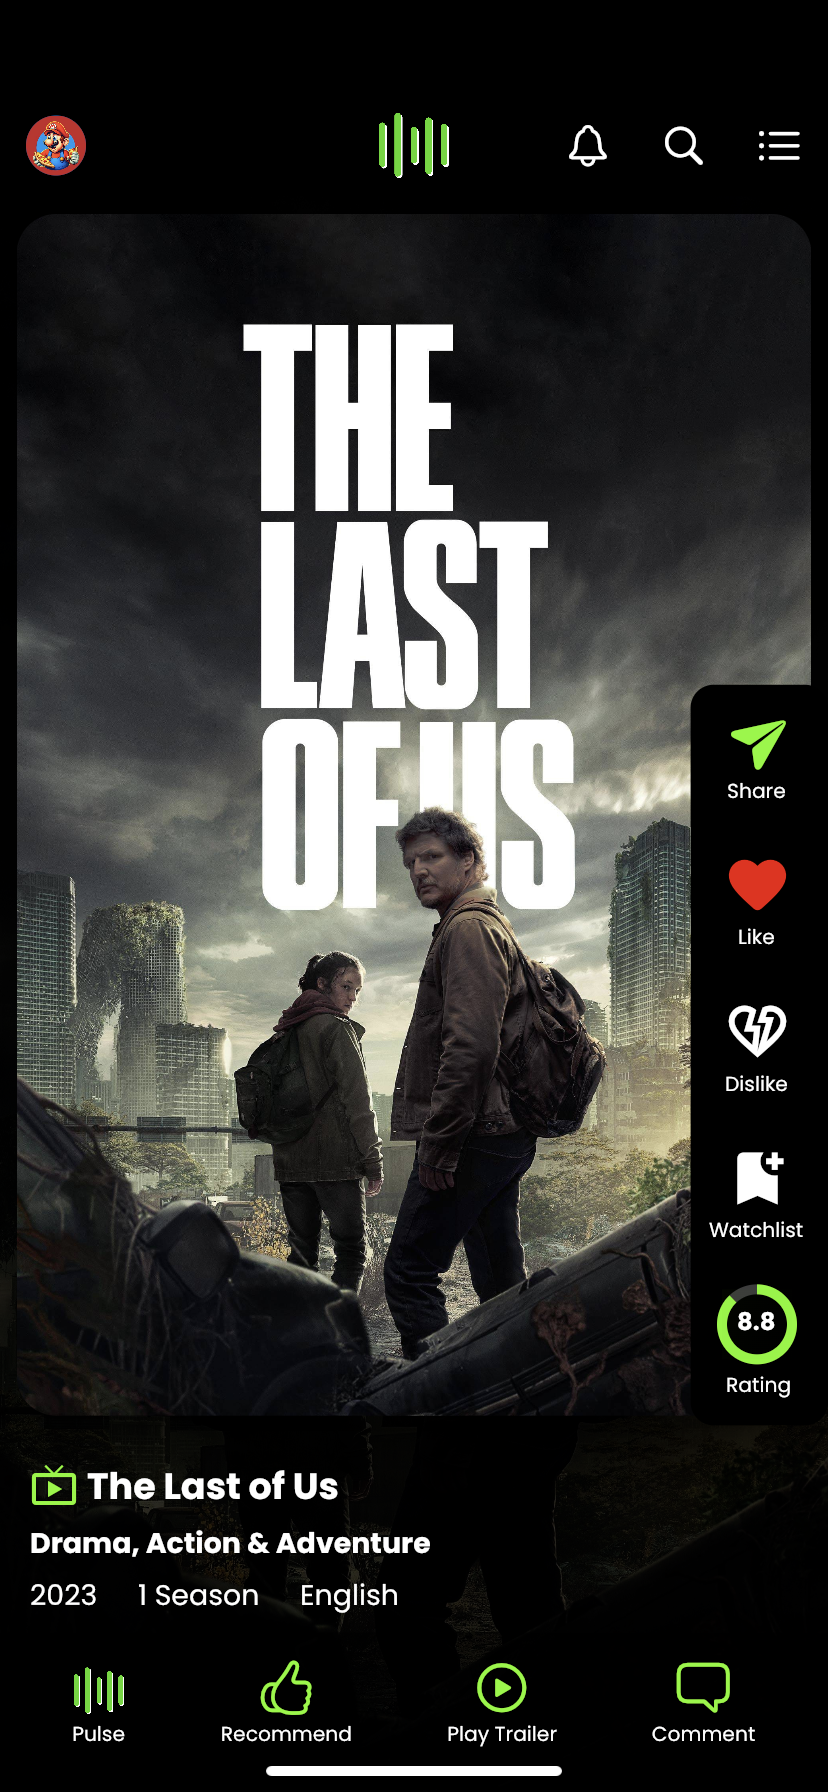 THE
LAST
OF US
Share
Like
Dislike
Watchlist
8.8
Rating
The Last of Us
Drama, Action & Adventure
2023 1 Season English
Pulse Recommend Play Trailer Comment